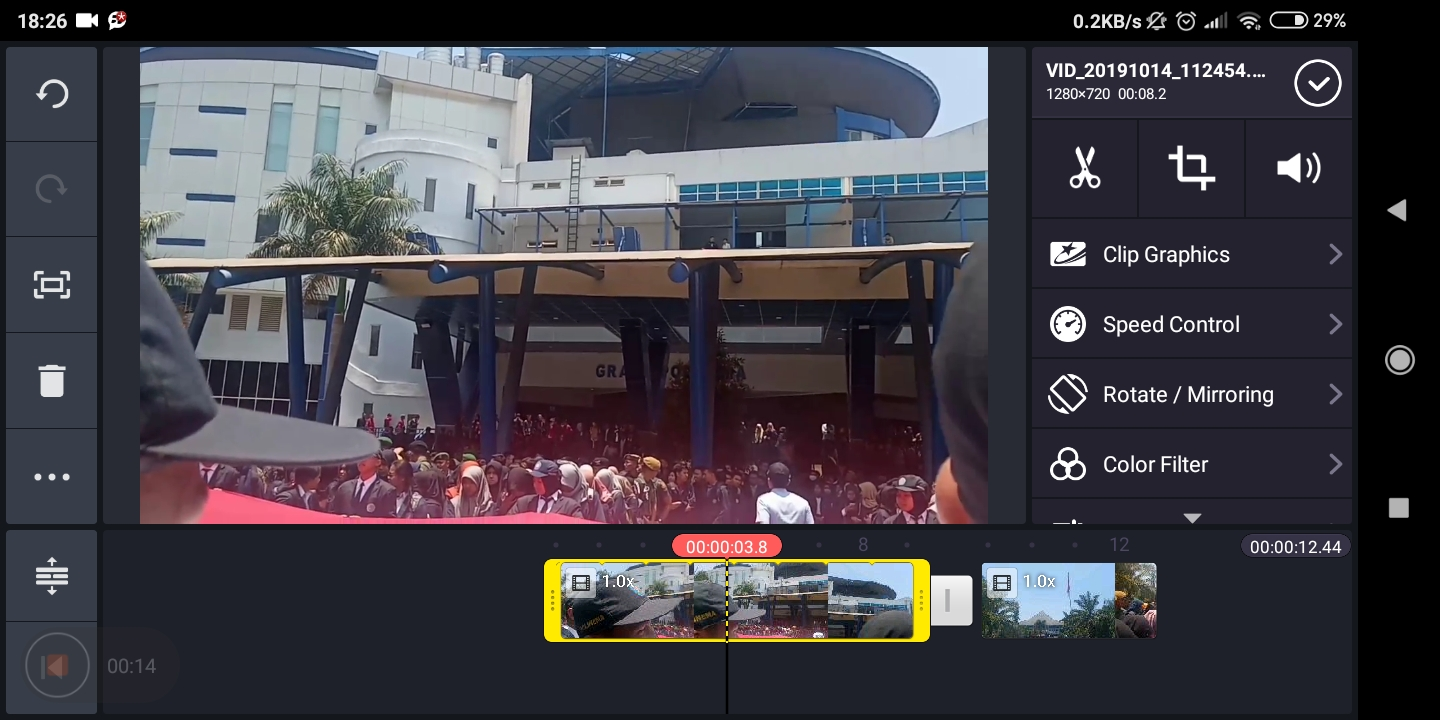 18:26
0.2KB/s
29%
VID_20191014_112454....
1280×720 00:08.2
Clip Graphics
Speed Control
Rotate / Mirroring
Color Filter
00:00:03.8
8
12
00:00:12.44
1.0x
1.0x
00:14